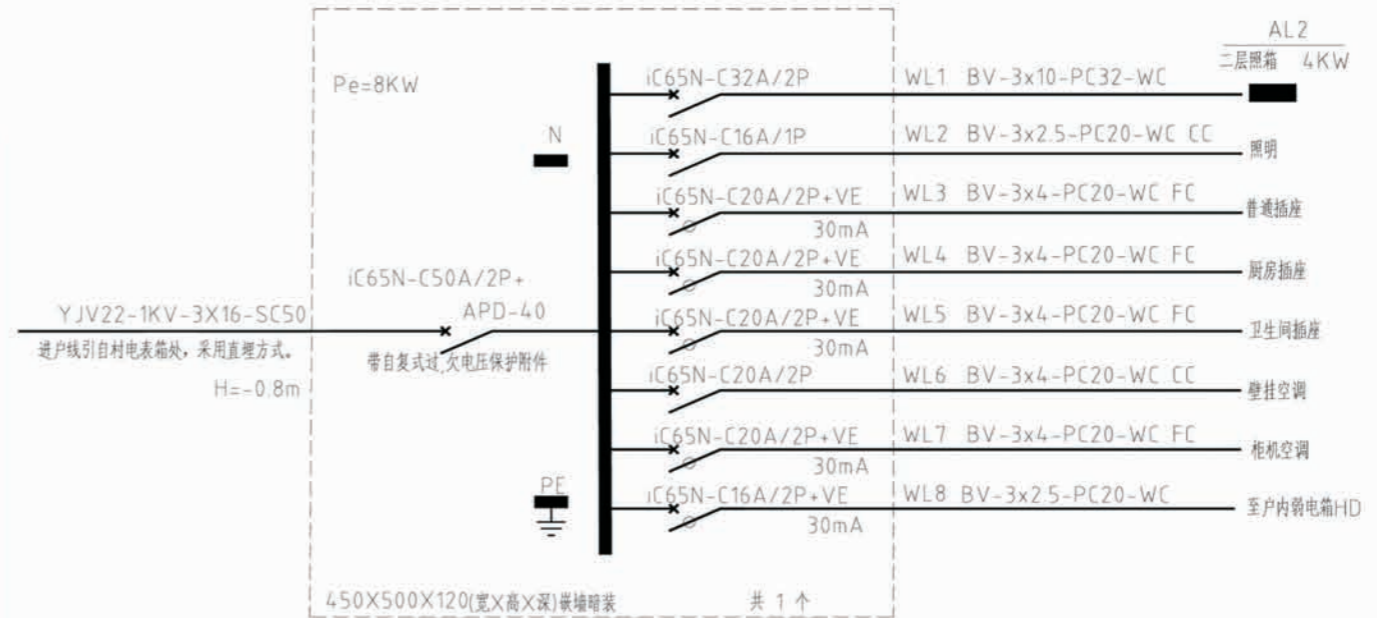 AL2
二层照箱 4KW
Pe=8KW
iC65N-C32A/2P
WL1 BV-3x10-PC32-WC
N
iC65N-C16A/1P
WL2 BV-3x2.5-PC20-WC CC
照明
iC65N-C20A/2P+VE
30mA
WL3 BV-3x4-PC20-WC FC
普通插座
iC65N-C20A/2P+VE
30mA
WL4 BV-3x4-PC20-WC FC
厨房插座
iC65N-C50A/2P+
APD-40
带自复式过,欠电压保护附件
YJV22-1KV-3X16-SC50
进户线引自村电表箱处，采用直埋方式。
H=-0.8m
iC65N-C20A/2P+VE
30mA
WL5 BV-3x4-PC20-WC FC
卫生间插座
iC65N-C20A/2P
WL6 BV-3x4-PC20-WC CC
壁挂空调
iC65N-C20A/2P+VE
30mA
WL7 BV-3x4-PC20-WC FC
柜机空调
PE
iC65N-C16A/2P+VE
30mA
WL8 BV-3x2.5-PC20-WC
至户内弱电箱HD
450X500X120(宽X高X深)嵌墙暗装
共 1 个